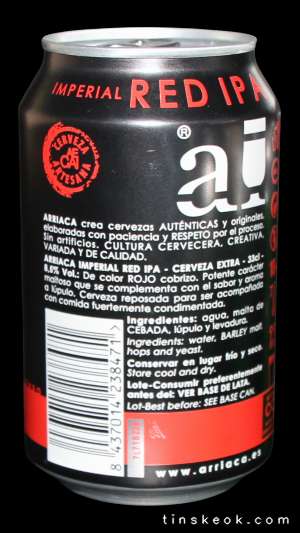 IMPERIAL RED IPA
CERVEZA
ARTESANA
® ai
ARRIACA crea cervezas AUTÉNTICAS y originales,
elaboradas con paciencia y RESPETO por el proceso.
Sin artificios. CULTURA CERVECERA. CREATIVA,
VARIADA Y DE CALIDAD.
ARRIACA IMPERIAL RED IPA - CERVEZA EXTRA - 33cl -
8,6% Vol.: De color ROJO cobrizo. Potente carácter
maltoso que se complementa con el sabor y aroma
a lúpulo. Cerveza reposada para ser acompañada
con comida fuertemente condimentada.
Ingredientes: agua, malta de
CEBADA, lúpulo y levadura.
Ingredients: water, BARLEY malt,
hops and yeast.
Conservar en lugar frío y seco.
Store cool and dry.
Lote-Consumir preferentemente
antes del: VER BASE DE LATA.
Lot-Best before: SEE BASE CAN.
8 437014 238471
www.arriaca.es
tinskeok.com